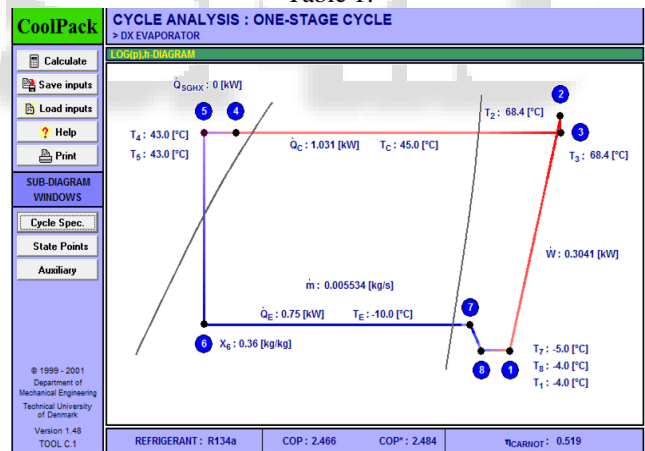 Table 1.
CoolPack
CYCLE ANALYSIS : ONE-STAGE CYCLE
> DX EVAPORATOR
LOG(p),h-DIAGRAM
Calculate
Save inputs
Load inputs
? Help
Print
SUB-DIAGRAM
WINDOWS
Cycle Spec.
State Points
Auxiliary
© 1999 - 2001
Department of
Mechanical Engineering
Technical University
of Denmark
Version 1.48
TOOL C.1
Q̇SGHX : 0 [kW]
5
4
2
T2 : 68.4 [°C]
3
T4 : 43.0 [°C]
T5 : 43.0 [°C]
Q̇C : 1.031 [kW]
TC : 45.0 [°C]
T3 : 68.4 [°C]
Ẇ : 0.3041 [kW]
ṁ : 0.005534 [kg/s]
7
Q̇E : 0.75 [kW]
TE : -10.0 [°C]
6
X6 : 0.36 [kg/kg]
8
1
T7 : -5.0 [°C]
T8 : -4.0 [°C]
T1 : -4.0 [°C]
REFRIGERANT : R134a
COP : 2.466
COP* : 2.484
ηCARNOT : 0.519